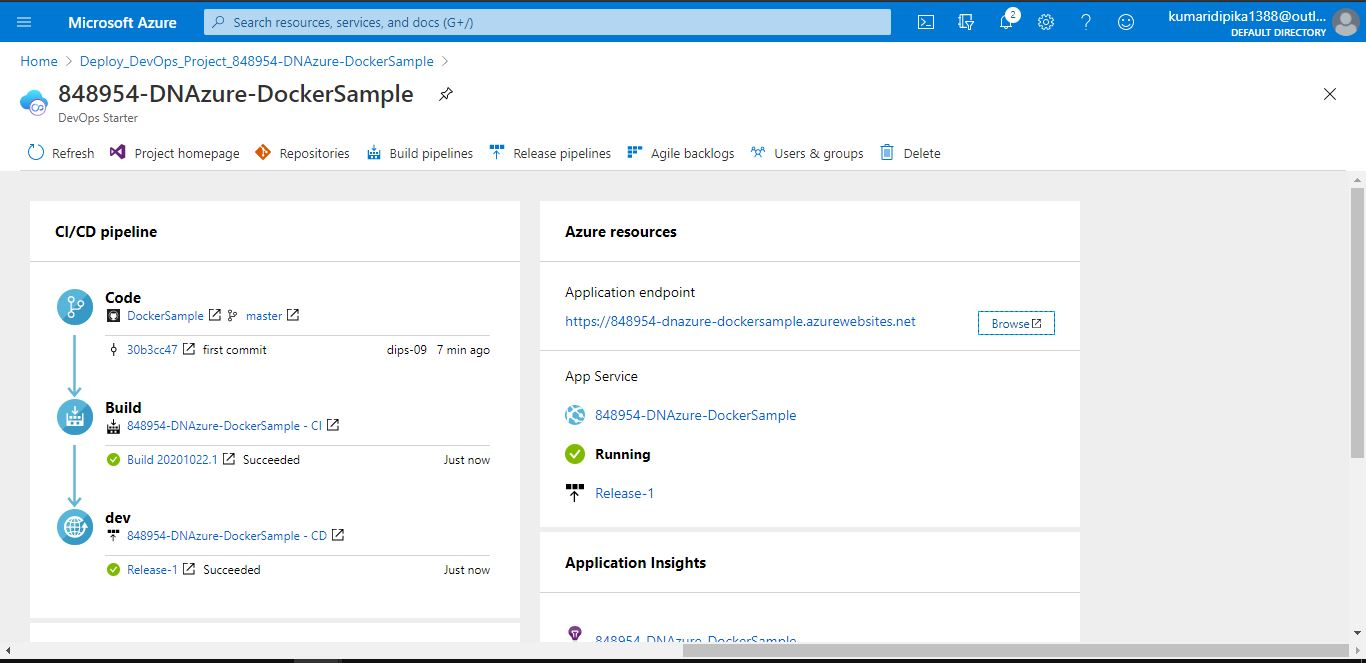 Microsoft Azure
Search resources, services, and docs (G+/)
2
kumaridipika1388@outl...
DEFAULT DIRECTORY
Home > Deploy_DevOps_Project_848954-DNAzure-DockerSample >
848954-DNAzure-DockerSample
DevOps Starter
Refresh Project homepage Repositories Build pipelines Release pipelines Agile backlogs Users & groups Delete
CI/CD pipeline
Code
DockerSample master
30b3cc47 first commit dips-09 7 min ago
Build
848954-DNAzure-DockerSample - CI
Build 20201022.1 Succeeded Just now
dev
848954-DNAzure-DockerSample - CD
Release-1 Succeeded Just now
Azure resources
Application endpoint
https://848954-dnazure-dockersample.azurewebsites.net
Browse
App Service
848954-DNAzure-DockerSample
Running
Release-1
Application Insights
848954-DNAzure-DockerSample